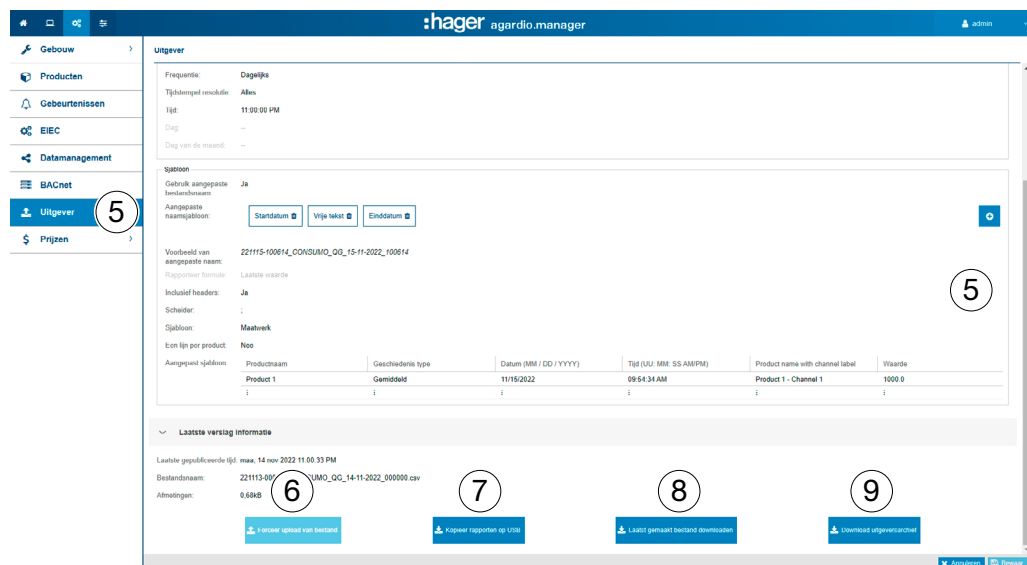 :hager agardio.manager
admin
Gebouw
Producten
Gebeurtenissen
EIEC
Datamanagement
BACnet
Uitgever
5
Prijzen
Uitgever
Frequentie: Dagelijks
Tijdstempel resolutie: Alles
Tijd: 11:00:00 PM
Dag: --
Dag van de maand: --
Sjabloon
Gebruik aangepaste bestandsnaam: Ja
Aangepaste naamsjabloon: Startdatum Vrije tekst Einddatum
Voorbeeld van aangepaste naam: 221115-100614_CONSUMO_QG_15-11-2022_100614
Rapporteer formule: Laatste waarde
5
Inclusief headers: Ja
Scheider: ;
Sjabloon: Maatwerk
Een lijn per product: Nee
Aangepast sjabloon:
Productnaam Geschiedenis type Datum (MM / DD / YYYY) Tijd (UU: MM: SS AM/PM) Product name with channel label Waarde
Product 1 Gemiddeld 11/15/2022 09:54:34 AM Product 1 - Channel 1 1000.0
Laatste verslag informatie
Laatste gepubliceerde tijd: maa, 14 nov 2022 11:00:33 PM
Bestandsnaam: UMO_QG_14-11-2022_000000.csv
Afmetingen: 0,68kB
6
7
8
9
Forceer upload van bestand
Kopieer rapporten op USB
Laatst gemaakt bestand downloaden
Download uitgeversarchief
Annuleren
Bewaar